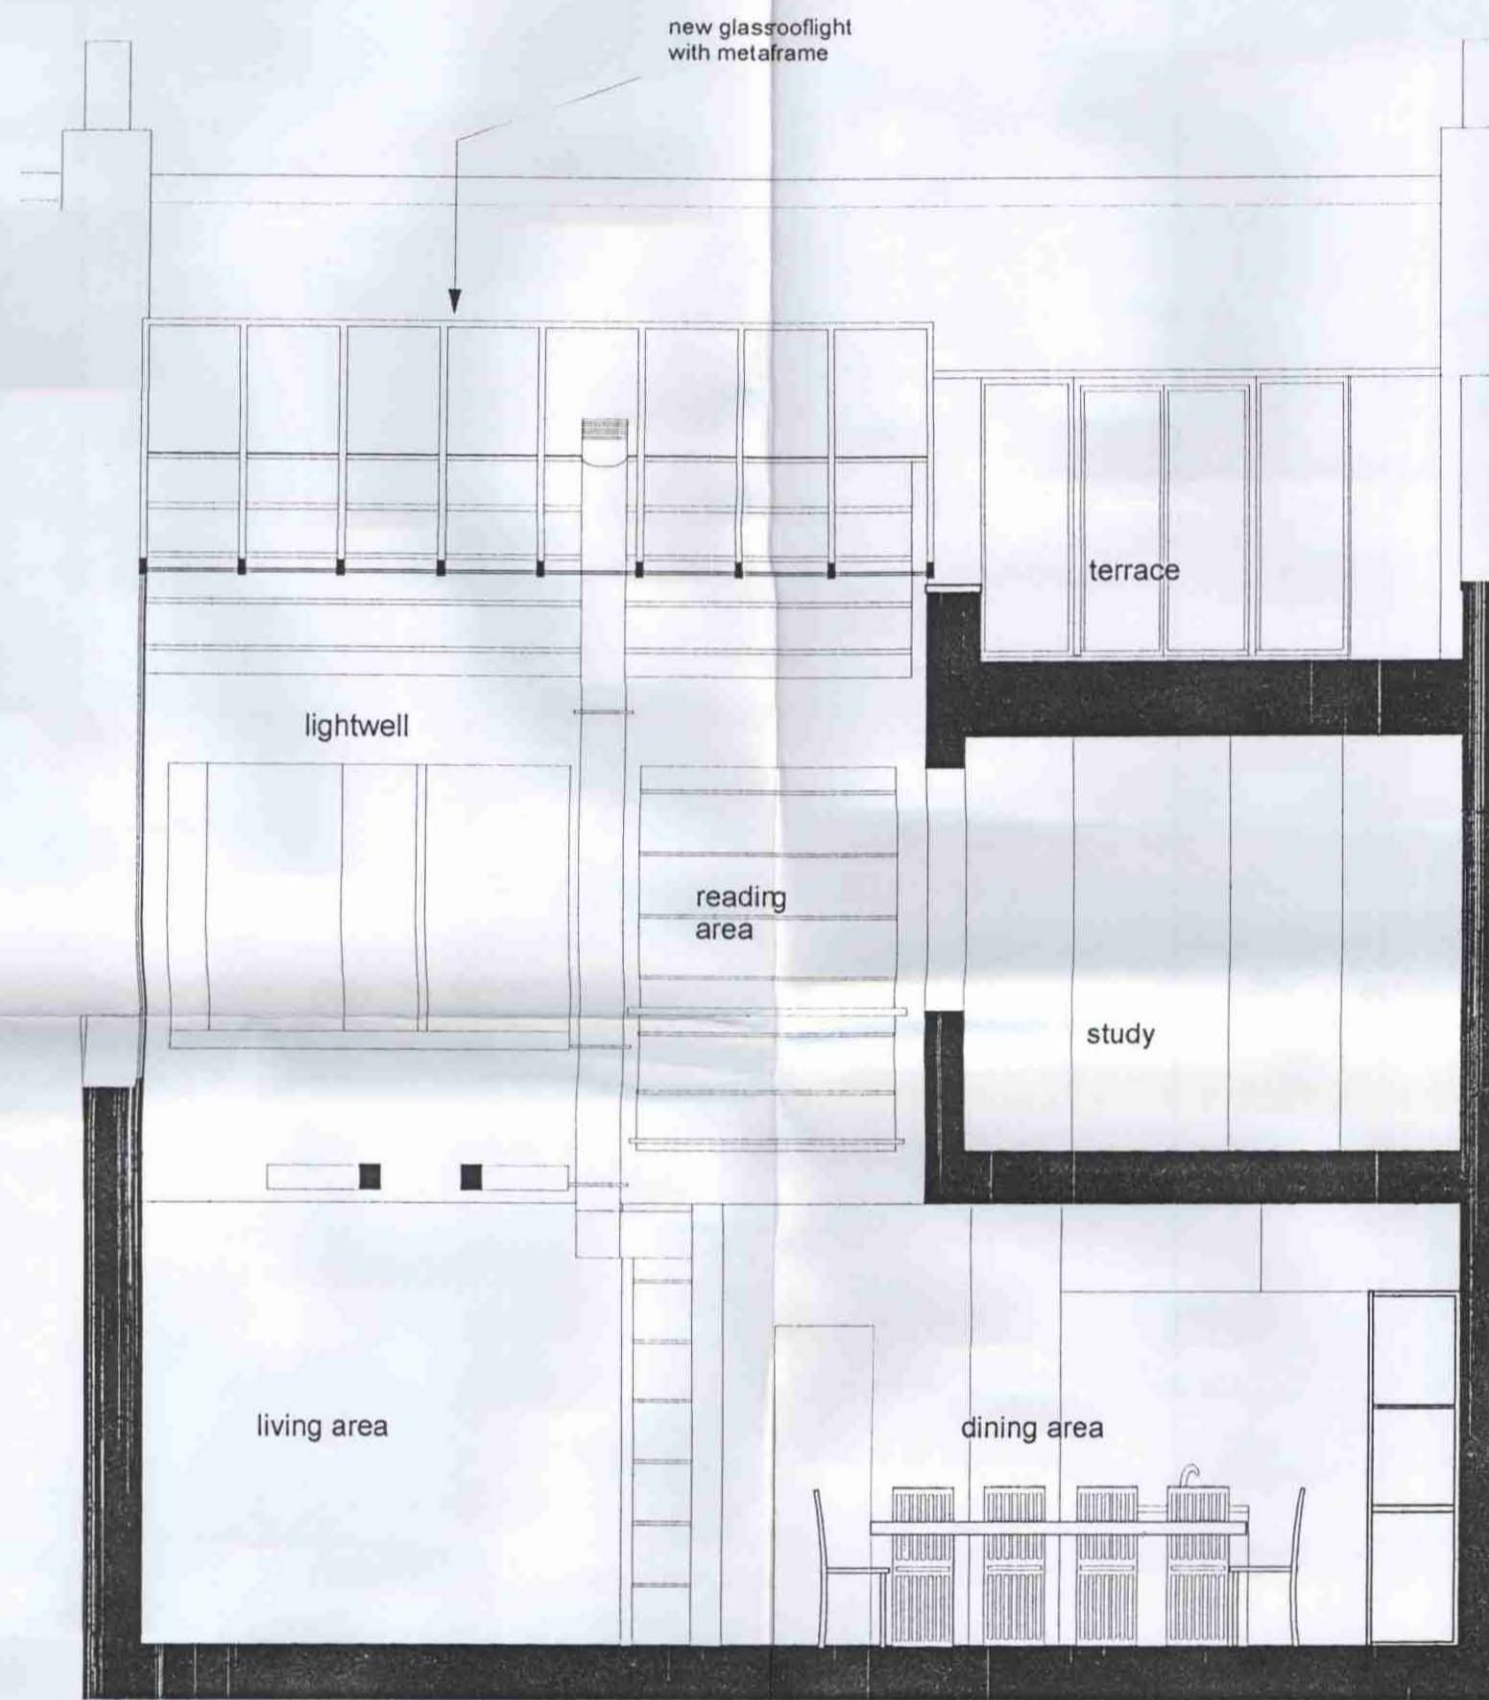 new glassrooflight
with metaframe
terrace
lightwell
reading
area
study
living area
dining area